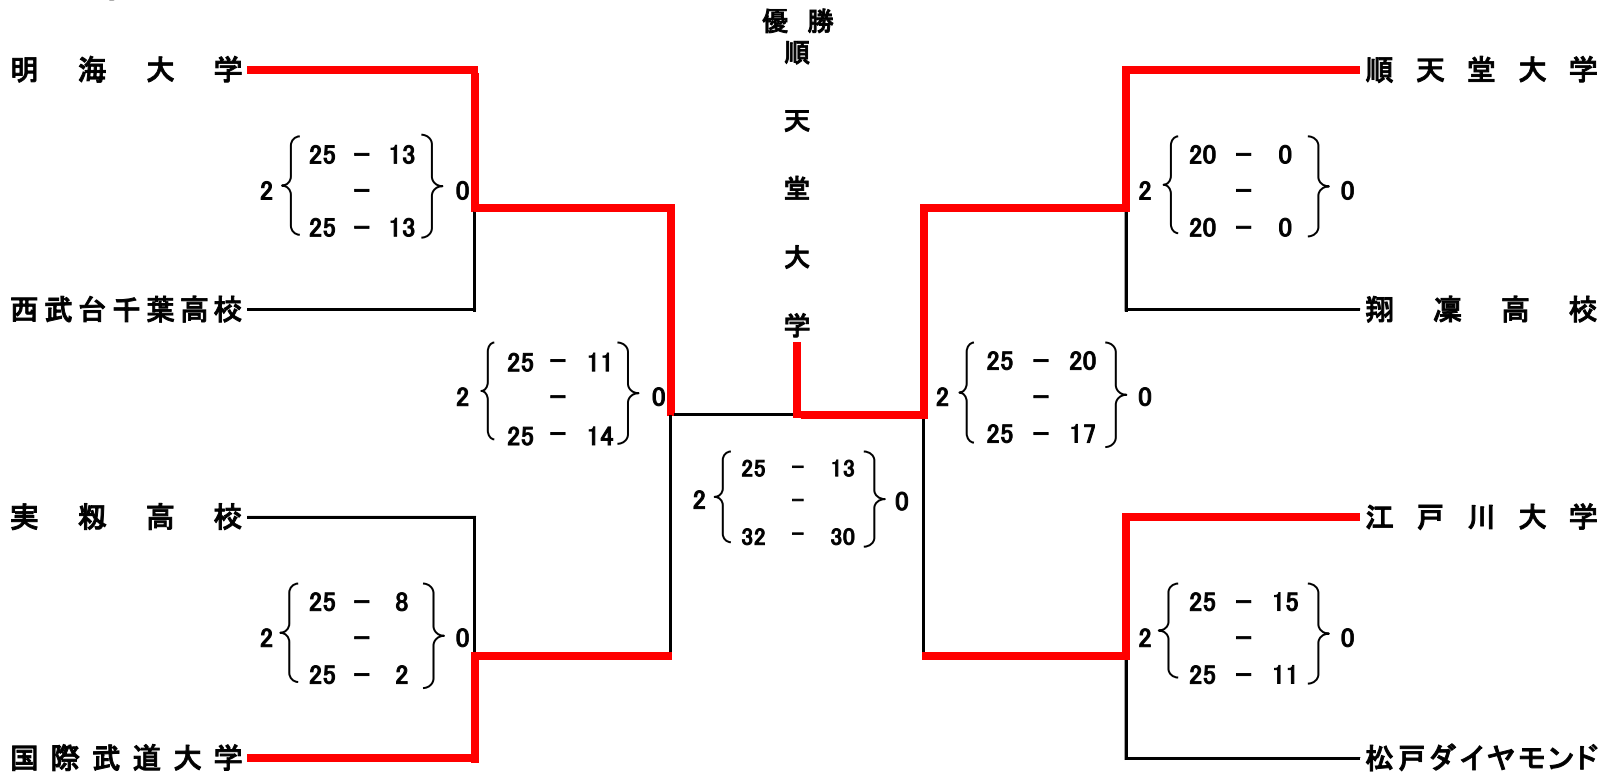 優勝
順天堂大学
明海大学
25 − 13
2 − 0
25 − 13
西武台千葉高校
2
25 − 11
−
25 − 14
0
実籾高校
25 − 8
2 − 0
25 − 2
国際武道大学
25 − 13
2 − 0
32 − 30
順天堂大学
20 − 0
2 − 0
20 − 0
翔凜高校
25 − 20
2 − 0
25 − 17
江戸川大学
25 − 15
2 − 0
25 − 11
松戸ダイヤモンド